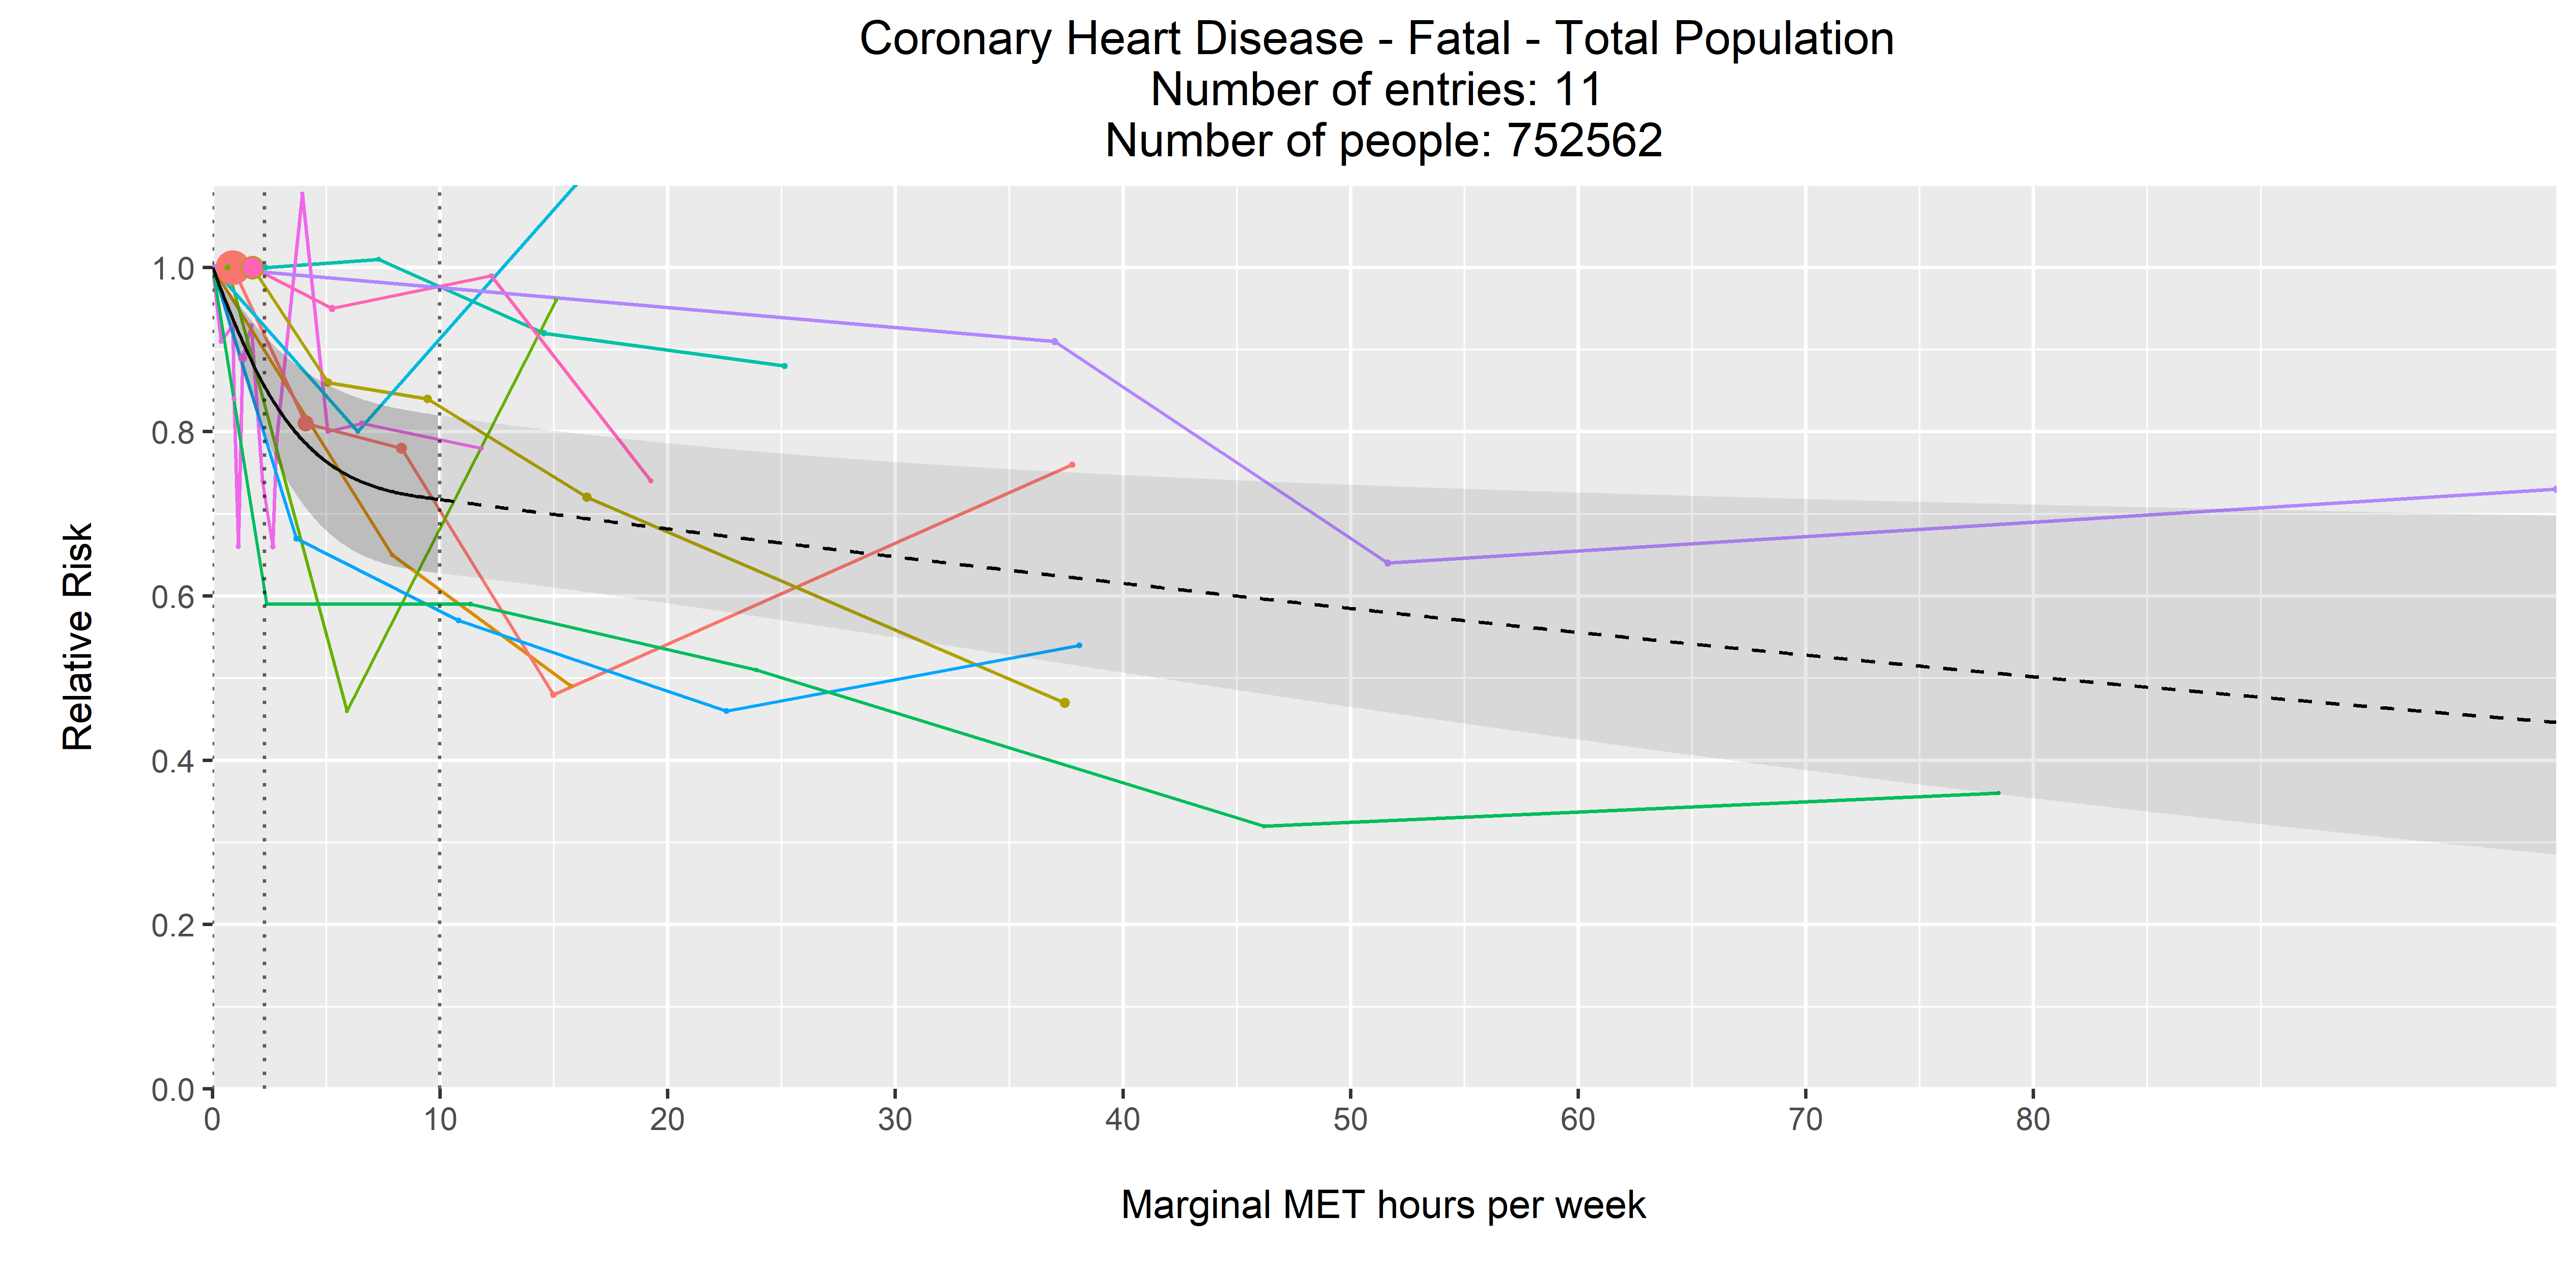 Coronary Heart Disease - Fatal - Total Population
Number of entries: 11
Number of people: 752562
Relative Risk
1.0
0.8
0.6
0.4
0.2
0.0
0 10 20 30 40 50 60 70 80
Marginal MET hours per week